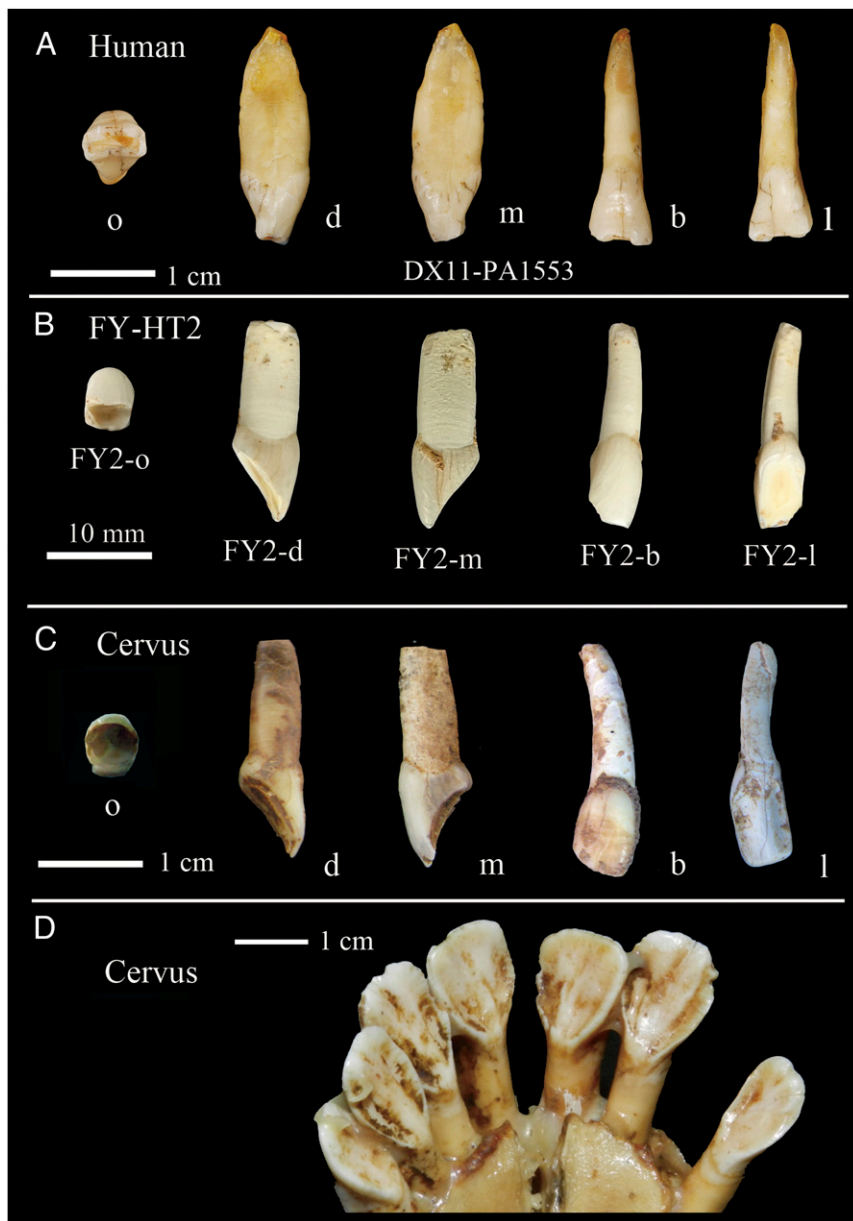 A Human
o
d
m
b
l
1 cm
DX11-PA1553
B FY-HT2
FY2-o
10 mm
FY2-d
FY2-m
FY2-b
FY2-l
C Cervus
o
1 cm
d
m
b
l
D
1 cm
Cervus